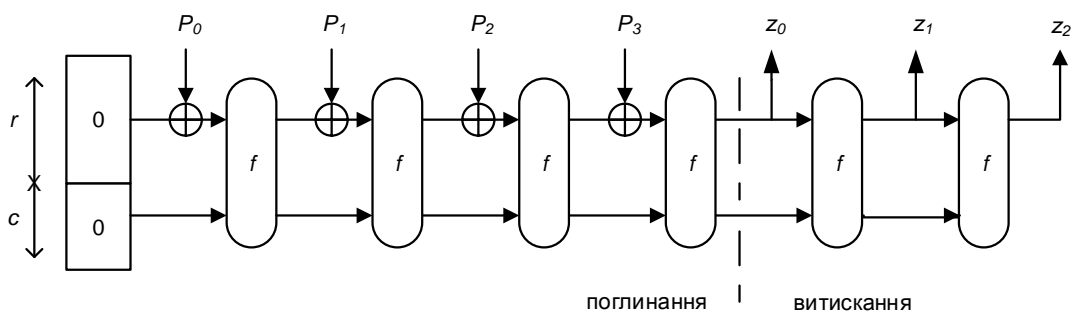 P0 P1 P2 P3 z0 z1 z2
r
0
f f f f f f
c
0
поглинання витискання